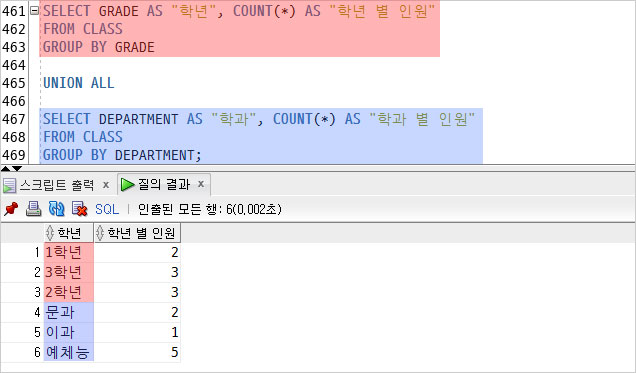 461 SELECT GRADE AS "학년", COUNT(*) AS "학년 별 인원"
462 FROM CLASS
463 GROUP BY GRADE
464
465 UNION ALL
466
467 SELECT DEPARTMENT AS "학과", COUNT(*) AS "학과 별 인원"
468 FROM CLASS
469 GROUP BY DEPARTMENT;
스크립트 출력 x 질의 결과 x
SQL | 인출된 모든 행: 6(0,002초)
학년 학년 별 인원
1 1학년 2
2 3학년 3
3 2학년 3
4 문과 2
5 이과 1
6 예체능 5